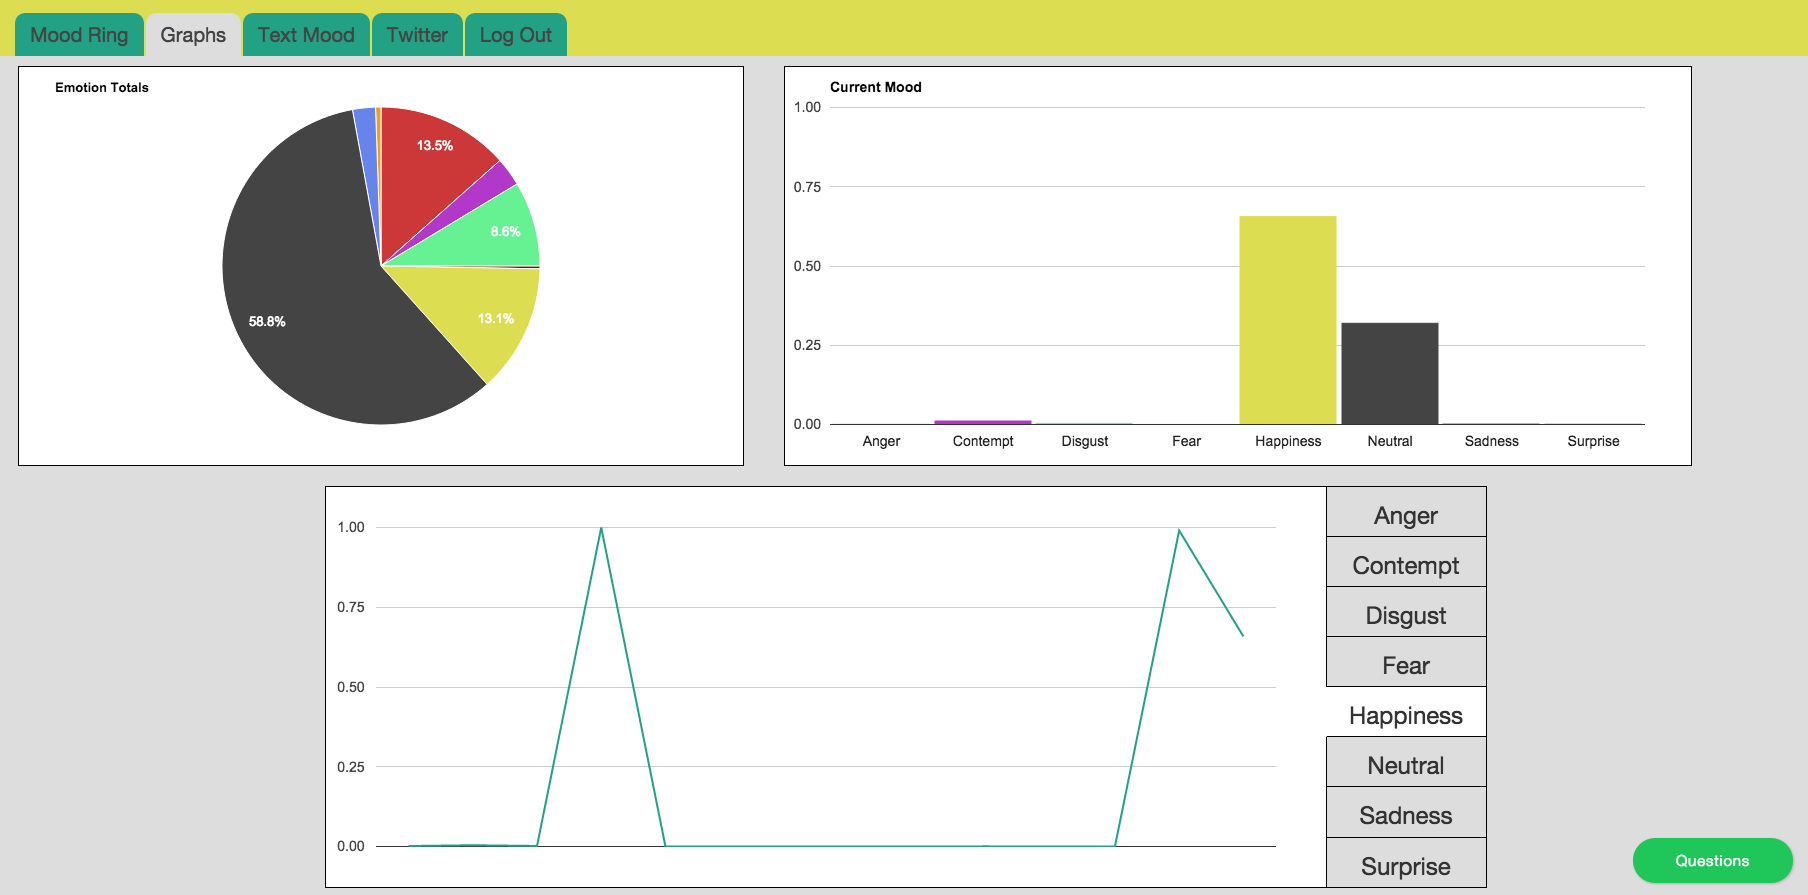 Mood Ring
Graphs
Text Mood
Twitter
Log Out
Emotion Totals
13.5%
8.6%
13.1%
58.8%
Current Mood
1.00
0.75
0.50
0.25
0.00
Anger Contempt Disgust Fear Happiness Neutral Sadness Surprise
1.00
0.75
0.50
0.25
0.00
Anger
Contempt
Disgust
Fear
Happiness
Neutral
Sadness
Surprise
Questions